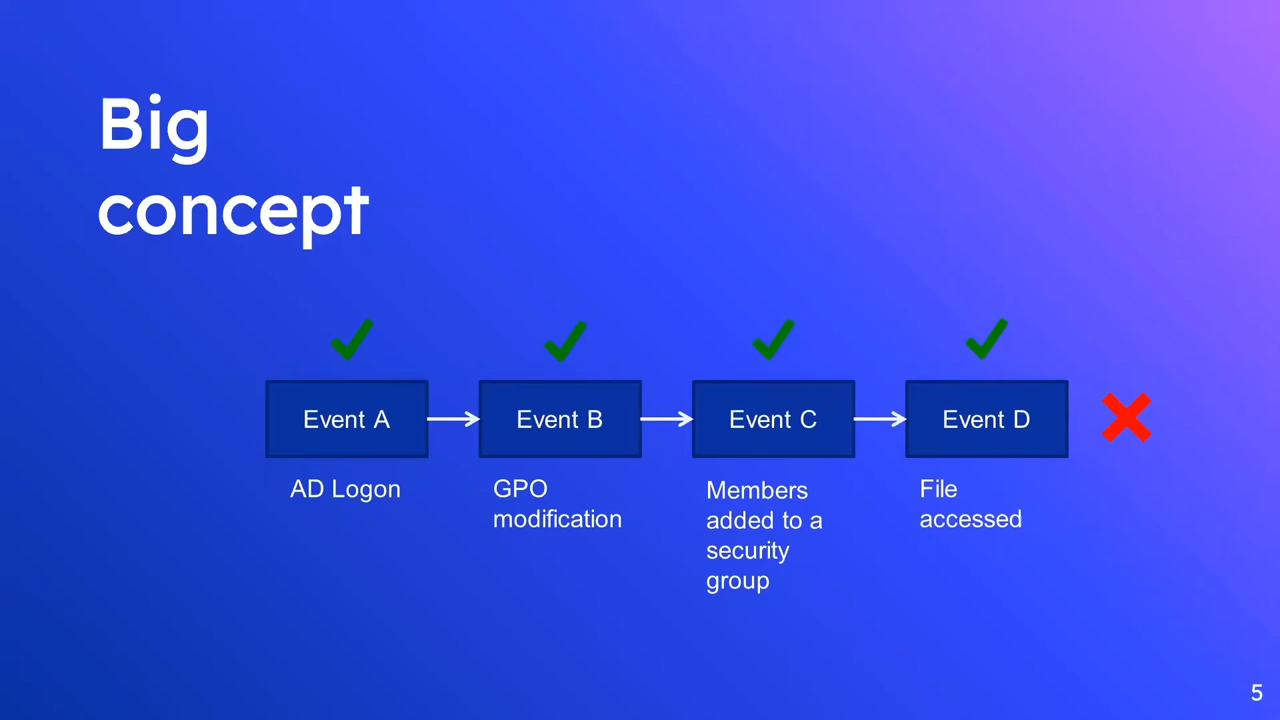 Big
concept
Event A
Event B
Event C
Event D
AD Logon
GPO
modification
Members
added to a
security
group
File
accessed
5